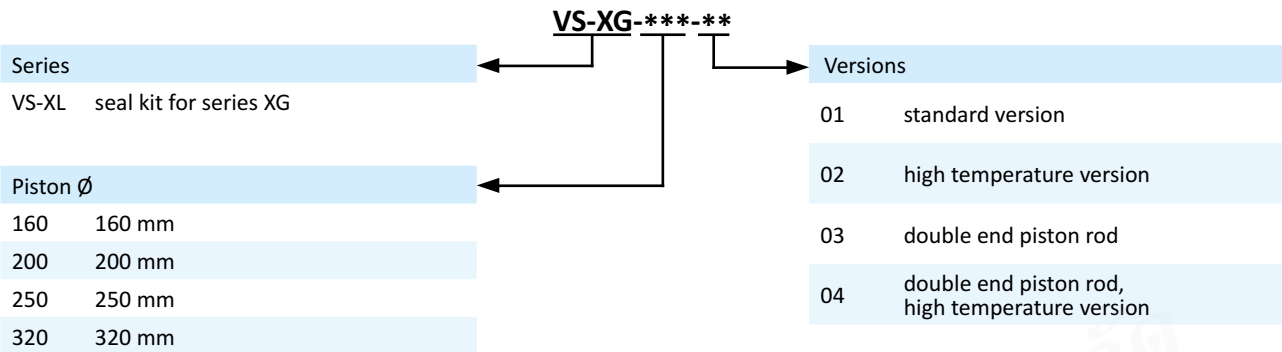 VS-XG-***-**
Series
VS-XL seal kit for series XG
Piston Ø
160 160 mm
200 200 mm
250 250 mm
320 320 mm
Versions
01 standard version
02 high temperature version
03 double end piston rod
04 double end piston rod,
high temperature version